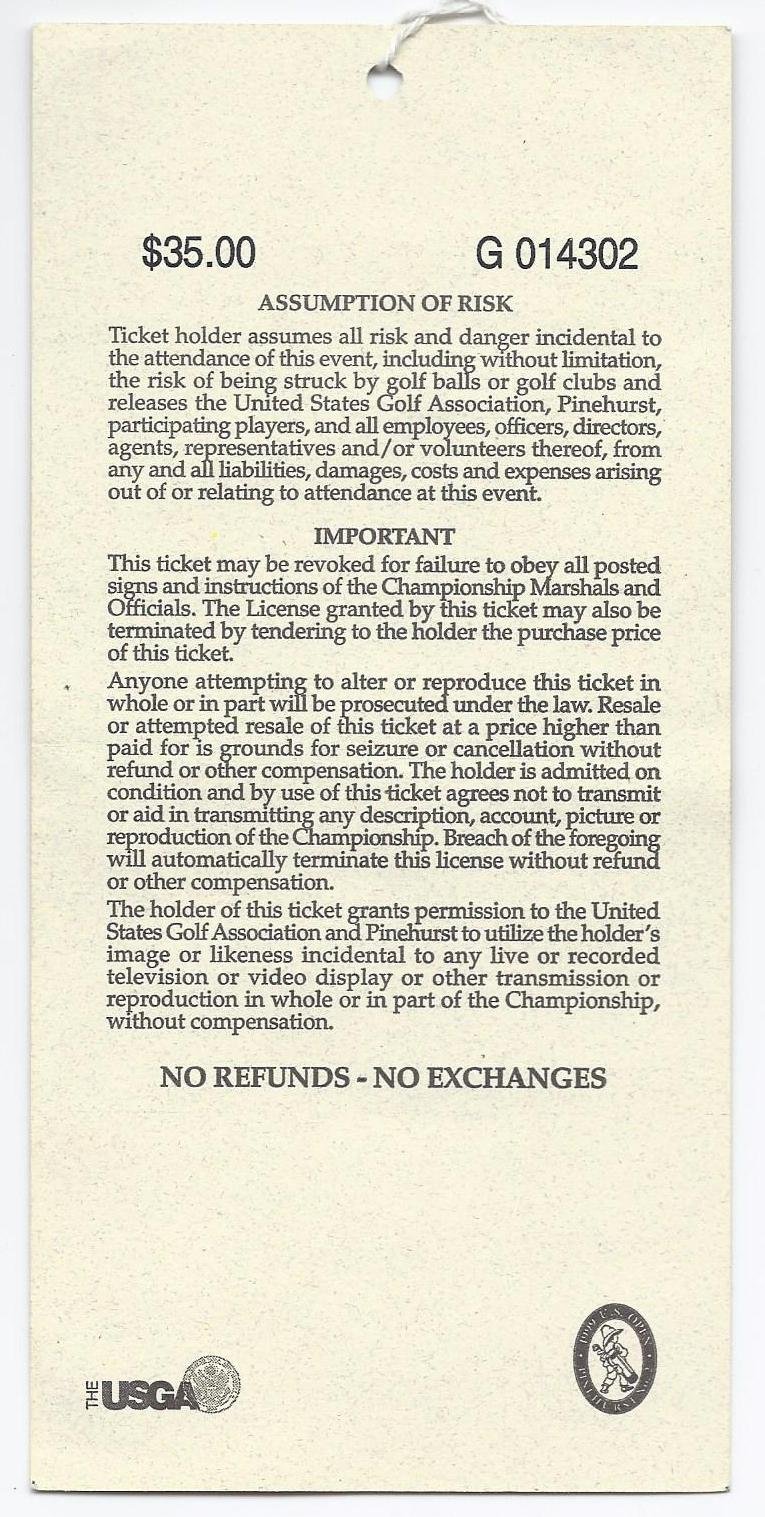 $35.00 G 014302
ASSUMPTION OF RISK
Ticket holder assumes all risk and danger incidental to
the attendance of this event, including without limitation,
the risk of being struck by golf balls or golf clubs and
releases the United States Golf Association, Pinehurst,
participating players, and all employees, officers, directors,
agents, representatives and/or volunteers thereof, from
any and all liabilities, damages, costs and expenses arising
out of or relating to attendance at this event.
IMPORTANT
This ticket may be revoked for failure to obey all posted
signs and instructions of the Championship Marshals and
Officials. The License granted by this ticket may also be
terminated by tendering to the holder the purchase price
of this ticket.
Anyone attempting to alter or reproduce this ticket in
whole or in part will be prosecuted under the law. Resale
or attempted resale of this ticket at a price higher than
paid for is grounds for seizure or cancellation without
refund or other compensation. The holder is admitted on
condition and by use of this ticket agrees not to transmit
or aid in transmitting any description, account, picture or
reproduction of the Championship. Breach of the foregoing
will automatically terminate this license without refund
or other compensation.
The holder of this ticket grants permission to the United
States Golf Association and Pinehurst to utilize the holder's
image or likeness incidental to any live or recorded
television or video display or other transmission or
reproduction in whole or in part of the Championship,
without compensation.
NO REFUNDS - NO EXCHANGES
THE USGA
1999 U.S. OPEN
PINEHURST NO. 2